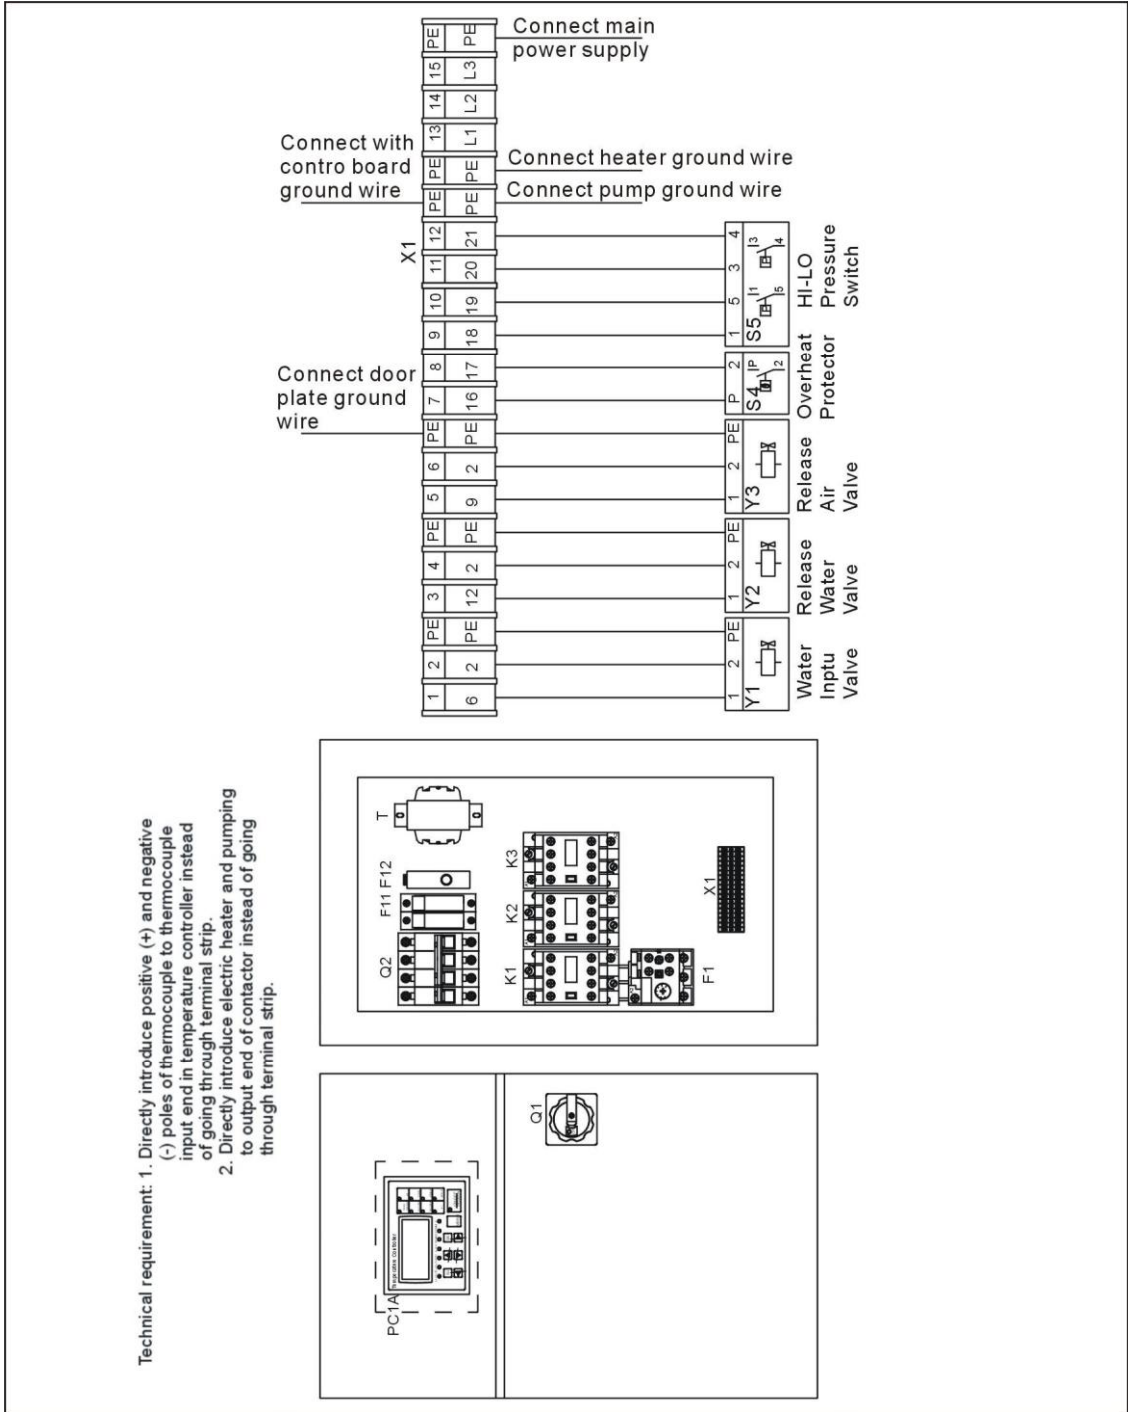 Connect main
power supply
Connect with
contro board
ground wire
Connect heater ground wire
Connect pump ground wire
Connect door
plate ground
wire
X1
PE PE
15 L3
14 L2
13 L1
PE PE
PE PE
12 21
11 20
10 19
9 18
8 17
7 16
PE PE
6 2
5 9
PE PE
4 2
3 12
PE PE
2 2
1 6
4
3
5
1
S5
3
4
1
5
HI-LO
Pressure
Switch
2
P
S4
P
2
Overheat
Protector
PE
2
1
Y3
Release
Air
Valve
PE
2
1
Y2
Release
Water
Valve
PE
2
1
Y1
Water
Inptu
Valve
T
F11 F12
Q2
K3
K2
K1
F1
X1
Q1
PC1A
Temperature Controller
Technical requirement: 1. Directly introduce positive (+) and negative
(-) poles of thermocouple to thermocouple
input end in temperature controller instead
of going through terminal strip.
2. Directly introduce electric heater and pumping
to output end of contactor instead of going
through terminal strip.